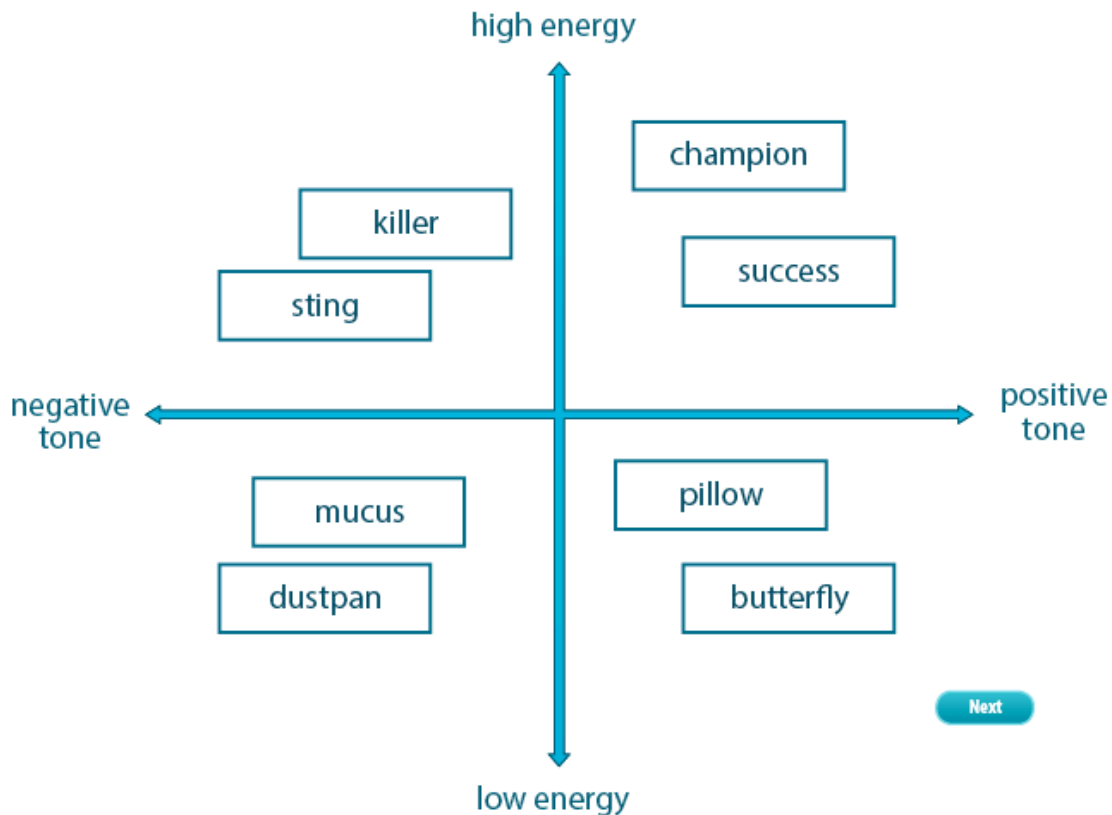 high energy
champion
killer
success
sting
negative
tone
positive
tone
pillow
mucus
dustpan
butterfly
Next
low energy